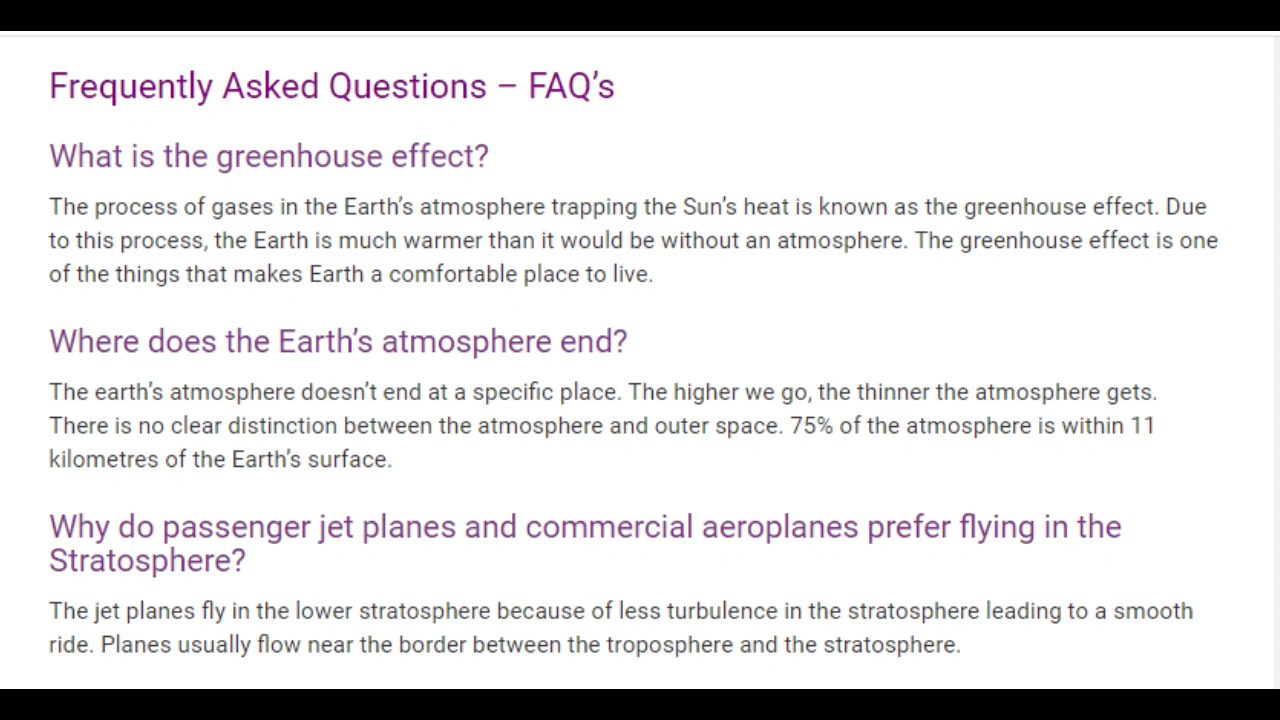 Frequently Asked Questions – FAQ’s
What is the greenhouse effect?
The process of gases in the Earth’s atmosphere trapping the Sun’s heat is known as the greenhouse effect. Due
to this process, the Earth is much warmer than it would be without an atmosphere. The greenhouse effect is one
of the things that makes Earth a comfortable place to live.
Where does the Earth’s atmosphere end?
The earth’s atmosphere doesn’t end at a specific place. The higher we go, the thinner the atmosphere gets.
There is no clear distinction between the atmosphere and outer space. 75% of the atmosphere is within 11
kilometres of the Earth’s surface.
Why do passenger jet planes and commercial aeroplanes prefer flying in the
Stratosphere?
The jet planes fly in the lower stratosphere because of less turbulence in the stratosphere leading to a smooth
ride. Planes usually flow near the border between the troposphere and the stratosphere.